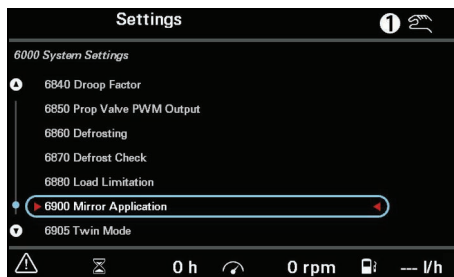 Settings
1
6000 System Settings
6840 Droop Factor
6850 Prop Valve PWM Output
6860 Defrosting
6870 Defrost Check
6880 Load Limitation
6900 Mirror Application
6905 Twin Mode
0 h 0 rpm --- l/h